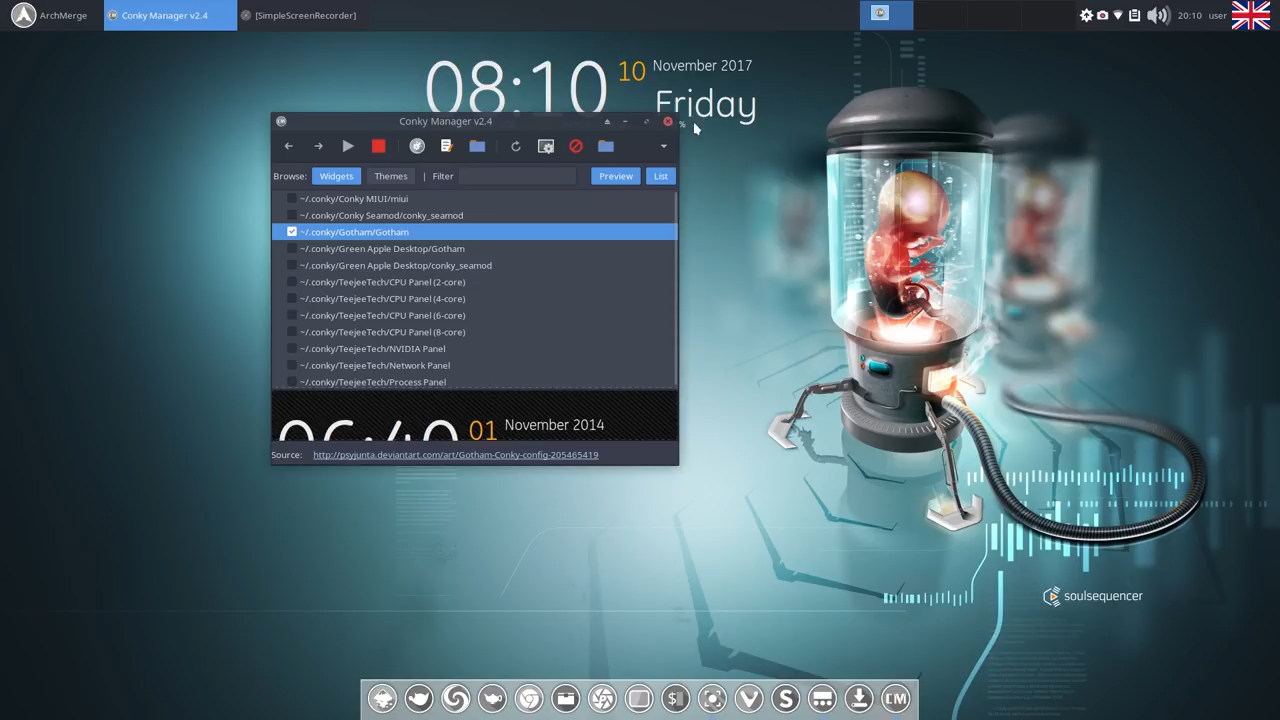 ArchMerge
Conky Manager v2.4
[SimpleScreenRecorder]
20:10
user
08:10
10
November 2017
Friday
%
Conky Manager v2.4
Browse:
Widgets
Themes
|
Filter
Preview
List
~/.conky/Conky MIUI/miui
~/.conky/Conky Seamod/conky_seamod
~/.conky/Gotham/Gotham
~/.conky/Green Apple Desktop/Gotham
~/.conky/Green Apple Desktop/conky_seamod
~/.conky/TeejeeTech/CPU Panel (2-core)
~/.conky/TeejeeTech/CPU Panel (4-core)
~/.conky/TeejeeTech/CPU Panel (6-core)
~/.conky/TeejeeTech/CPU Panel (8-core)
~/.conky/TeejeeTech/NVIDIA Panel
~/.conky/TeejeeTech/Network Panel
~/.conky/TeejeeTech/Process Panel
06:40
01
November 2014
Source:
http://psyjunta.deviantart.com/art/Gotham-Conky-config-205465419
soulsequencer
$
V
S
CM